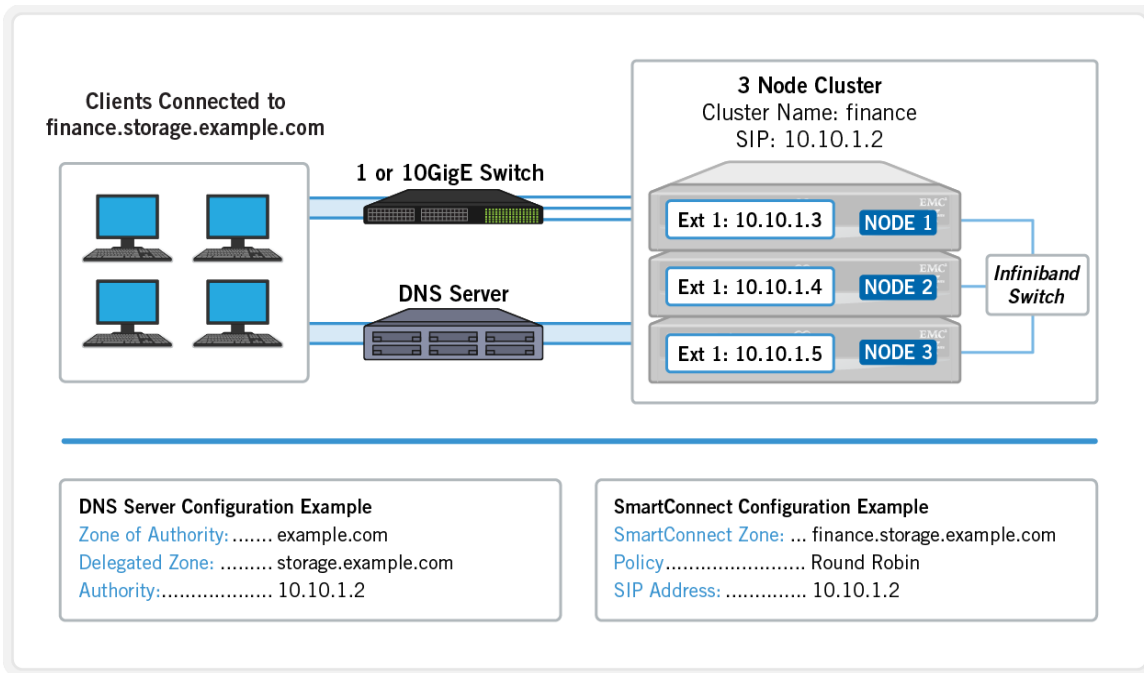 Clients Connected to
finance.storage.example.com
1 or 10GigE Switch
DNS Server
3 Node Cluster
Cluster Name: finance
SIP: 10.10.1.2
EMC
Ext 1: 10.10.1.3
NODE 1
EMC
Ext 1: 10.10.1.4
NODE 2
EMC
Ext 1: 10.10.1.5
NODE 3
Infiniband
Switch
DNS Server Configuration Example
Zone of Authority: ....... example.com
Delegated Zone: ......... storage.example.com
Authority:................... 10.10.1.2
SmartConnect Configuration Example
SmartConnect Zone: ... finance.storage.example.com
Policy........................ Round Robin
SIP Address: .............. 10.10.1.2